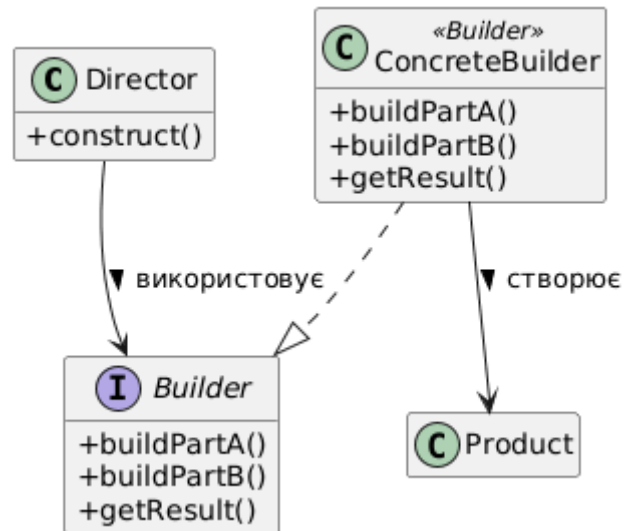 C Director
+construct()
«Builder»
C ConcreteBuilder
+buildPartA()
+buildPartB()
+getResult()
використовує
створює
I Builder
+buildPartA()
+buildPartB()
+getResult()
C Product